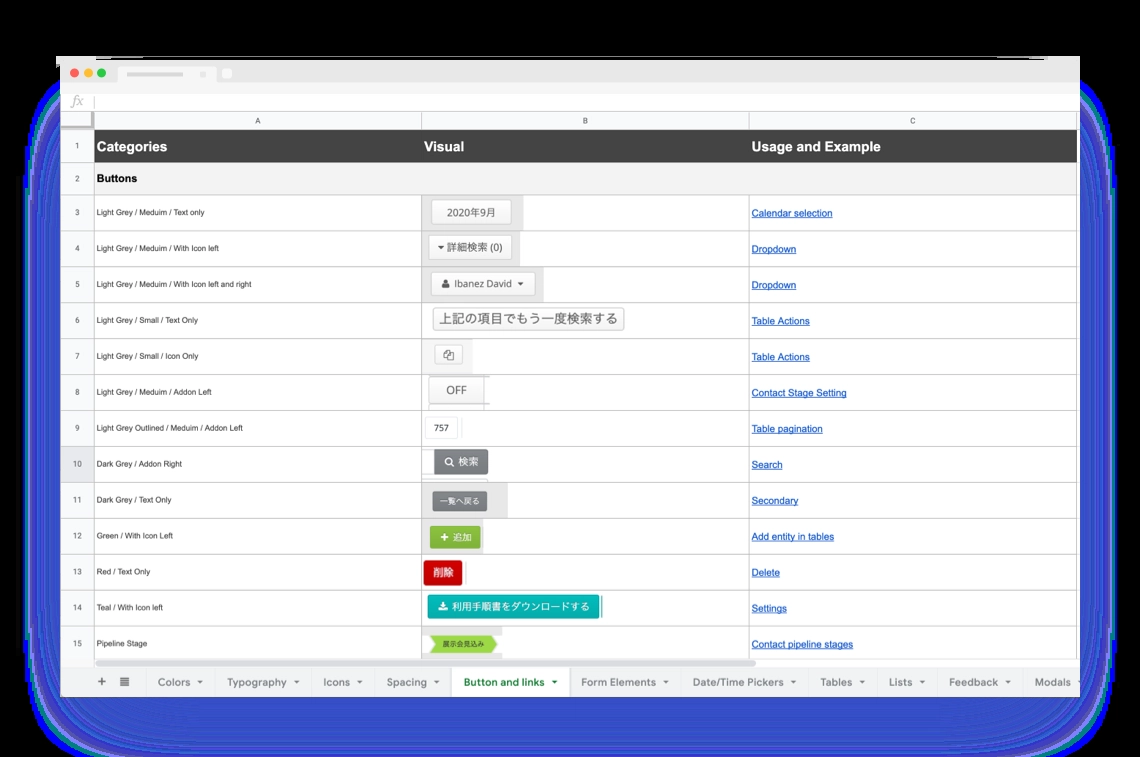 fx
A B C
1 Categories Visual Usage and Example
2 Buttons
3 Light Grey / Meduim / Text only 2020年9月 Calendar selection
4 Light Grey / Meduim / With Icon left 詳細検索 (0) Dropdown
5 Light Grey / Meduim / With Icon left and right Ibanez David Dropdown
6 Light Grey / Small / Text Only 上記の項目でもう一度検索する Table Actions
7 Light Grey / Small / Icon Only Table Actions
8 Light Grey / Meduim / Addon Left OFF Contact Stage Setting
9 Light Grey Outlined / Meduim / Addon Left 757 Table pagination
10 Dark Grey / Addon Right 検索 Search
11 Dark Grey / Text Only 一覧へ戻る Secondary
12 Green / With Icon Left 追加 Add entity in tables
13 Red / Text Only 削除 Delete
14 Teal / With Icon left 利用手順書をダウンロードする Settings
15 Pipeline Stage 展示会見込み Contact pipeline stages
Colors Typography Icons Spacing Button and links Form Elements Date/Time Pickers Tables Lists Feedback Modals